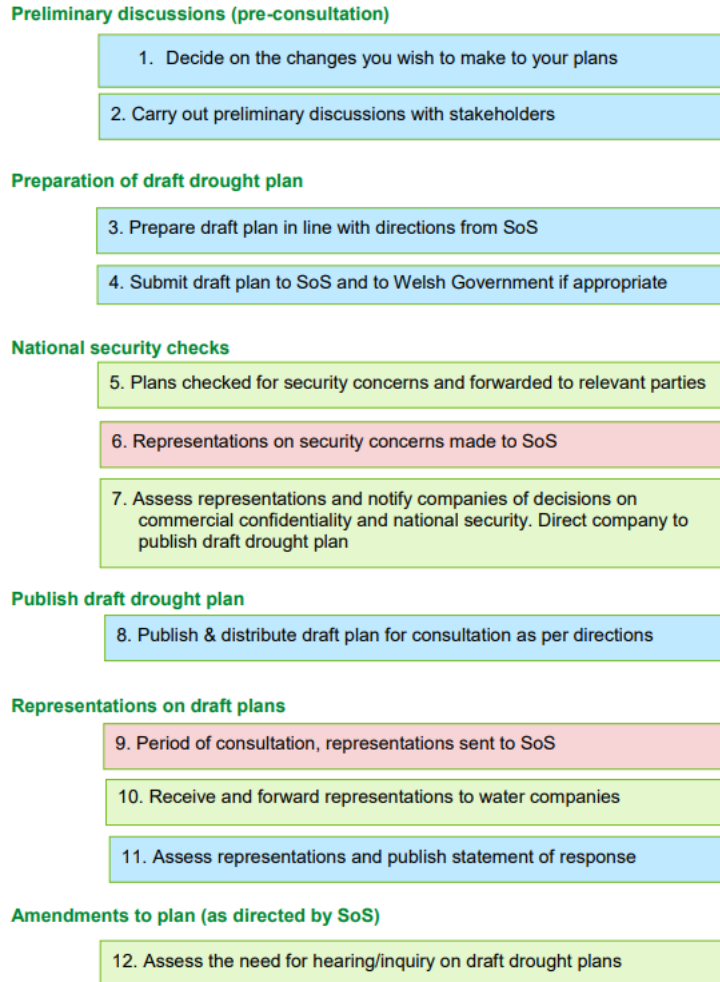 Preliminary discussions (pre-consultation)
1. Decide on the changes you wish to make to your plans
2. Carry out preliminary discussions with stakeholders
Preparation of draft drought plan
3. Prepare draft plan in line with directions from SoS
4. Submit draft plan to SoS and to Welsh Government if appropriate
National security checks
5. Plans checked for security concerns and forwarded to relevant parties
6. Representations on security concerns made to SoS
7. Assess representations and notify companies of decisions on
commercial confidentiality and national security. Direct company to
publish draft drought plan
Publish draft drought plan
8. Publish & distribute draft plan for consultation as per directions
Representations on draft plans
9. Period of consultation, representations sent to SoS
10. Receive and forward representations to water companies
11. Assess representations and publish statement of response
Amendments to plan (as directed by SoS)
12. Assess the need for hearing/inquiry on draft drought plans